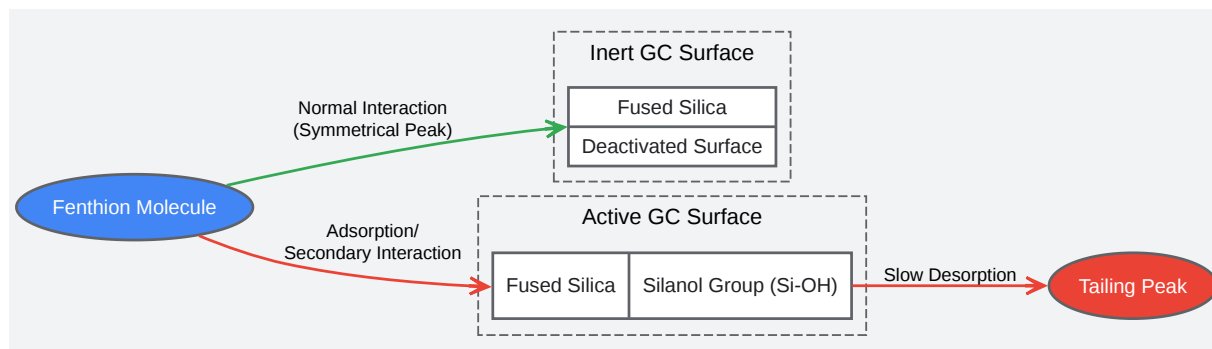 Inert GC Surface
Fused Silica
Deactivated Surface
Normal Interaction
(Symmetrical Peak)
Fenthion Molecule
Adsorption/
Secondary Interaction
Active GC Surface
Fused Silica
Silanol Group (Si-OH)
Slow Desorption
Tailing Peak